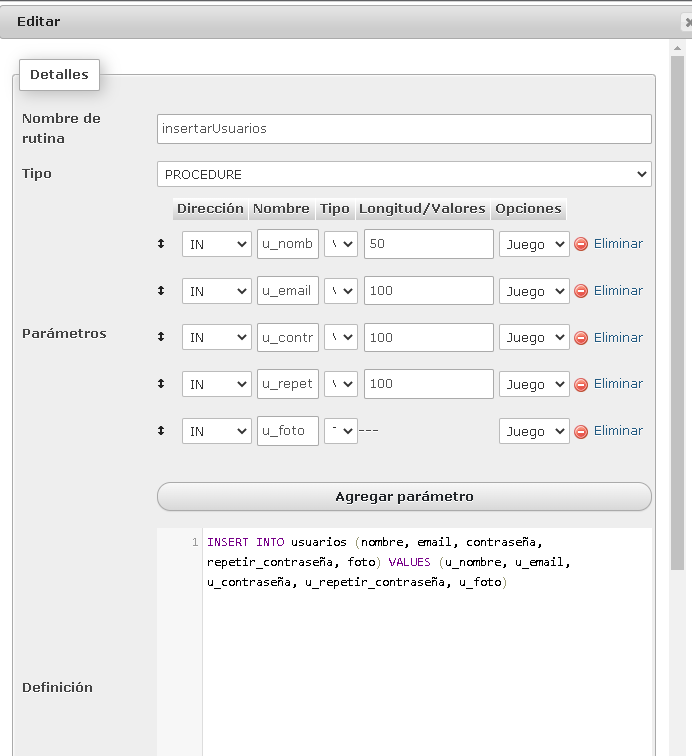 Editar
Detalles
Nombre de
rutina
insertarUsuarios
Tipo
PROCEDURE
Dirección Nombre Tipo Longitud/Valores Opciones
IN u_nomb 50 Juego Eliminar
IN u_email 100 Juego Eliminar
Parámetros
IN u_contr 100 Juego Eliminar
IN u_repet 100 Juego Eliminar
IN u_foto --- Juego Eliminar
Agregar parámetro
1 INSERT INTO usuarios (nombre, email, contraseña,
repetir_contraseña, foto) VALUES (u_nombre, u_email,
u_contraseña, u_repetir_contraseña, u_foto)
Definición